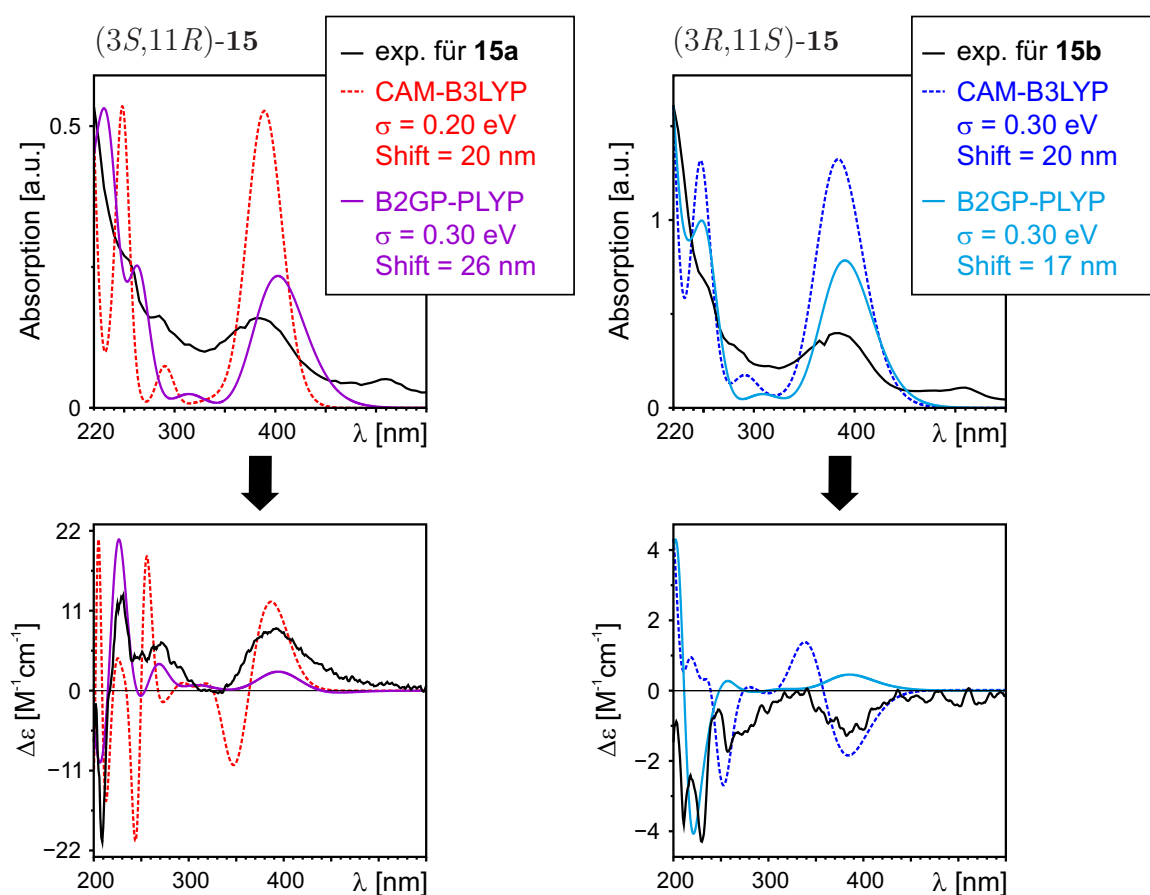 (3S,11R)-15
exp. für 15a
CAM-B3LYP
σ = 0.20 eV
Shift = 20 nm
B2GP-PLYP
σ = 0.30 eV
Shift = 26 nm
Absorption [a.u.]
0.5
0
220
300
400
λ [nm]
(3R,11S)-15
exp. für 15b
CAM-B3LYP
σ = 0.30 eV
Shift = 20 nm
B2GP-PLYP
σ = 0.30 eV
Shift = 17 nm
Absorption [a.u.]
1
0
220
300
400
λ [nm]
Δε [M⁻¹cm⁻¹]
22
11
0
−11
−22
200
300
400
λ [nm]
Δε [M⁻¹cm⁻¹]
4
2
0
−2
−4
200
300
400
λ [nm]